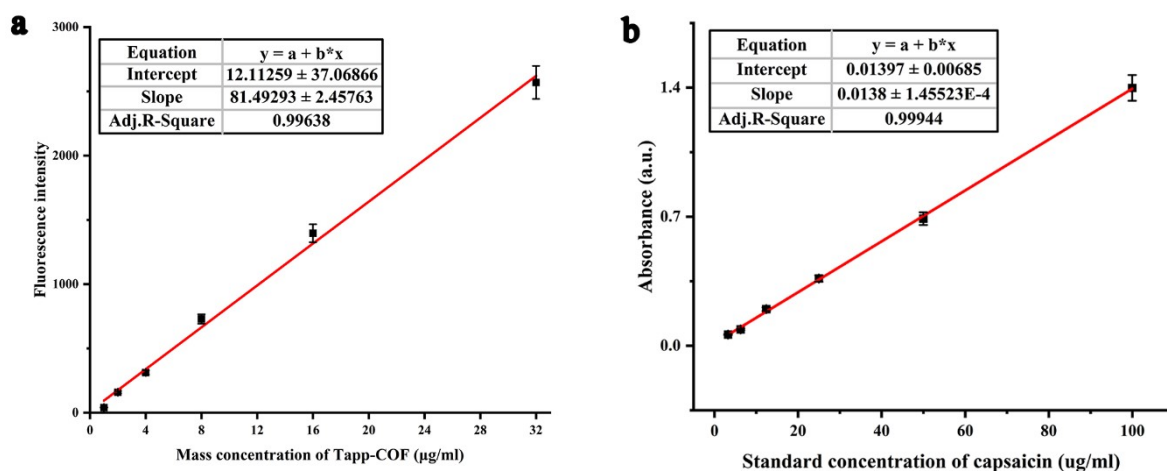 a
3000
2000
1000
0
Fluorescence intensity
Equation y = a + b*x
Intercept 12.11259 ± 37.06866
Slope 81.49293 ± 2.45763
Adj.R-Square 0.99638
0 4 8 12 16 20 24 28 32
Mass concentration of Tapp-COF (μg/ml)
b
1.4
0.7
0.0
Absorbance (a.u.)
Equation y = a + b*x
Intercept 0.01397 ± 0.00685
Slope 0.0138 ± 1.45523E-4
Adj.R-Square 0.99944
0 20 40 60 80 100
Standard concentration of capsaicin (ug/ml)